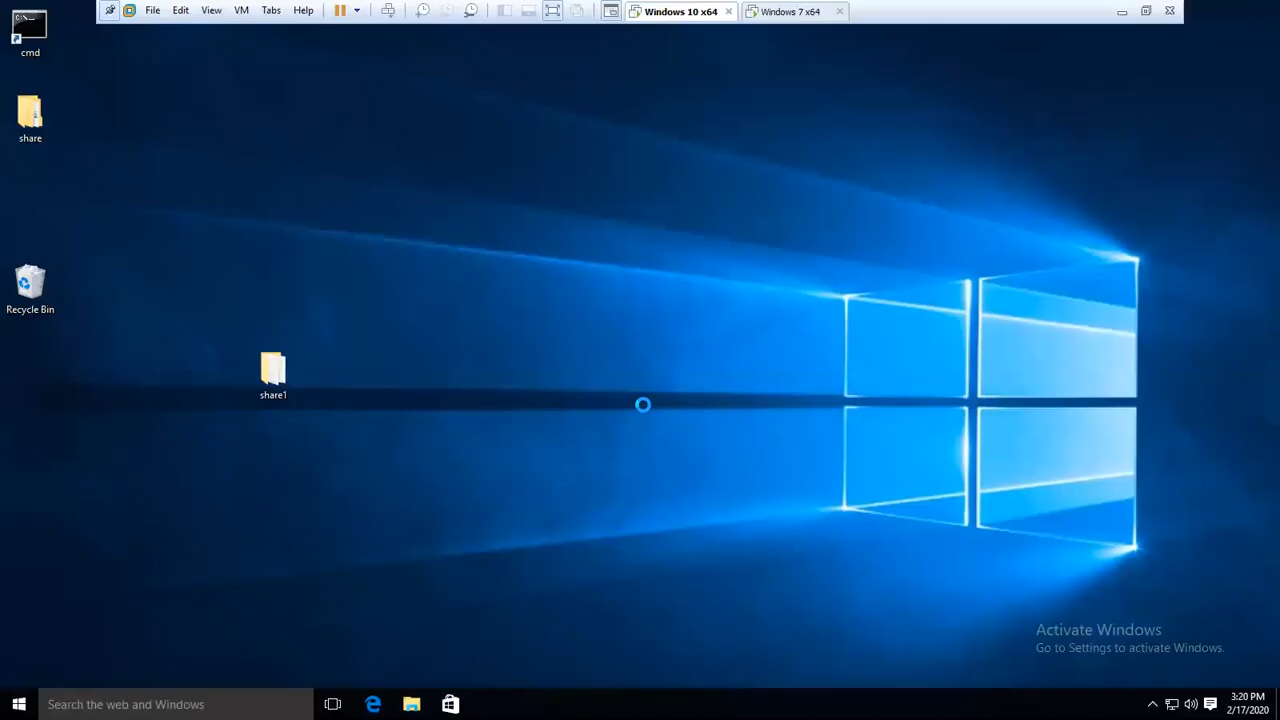 File Edit View VM Tabs Help
Windows 10 x64
Windows 7 x64
cmd
share
Recycle Bin
share1
Activate Windows
Go to Settings to activate Windows.
Search the web and Windows
3:20 PM
2/17/2020